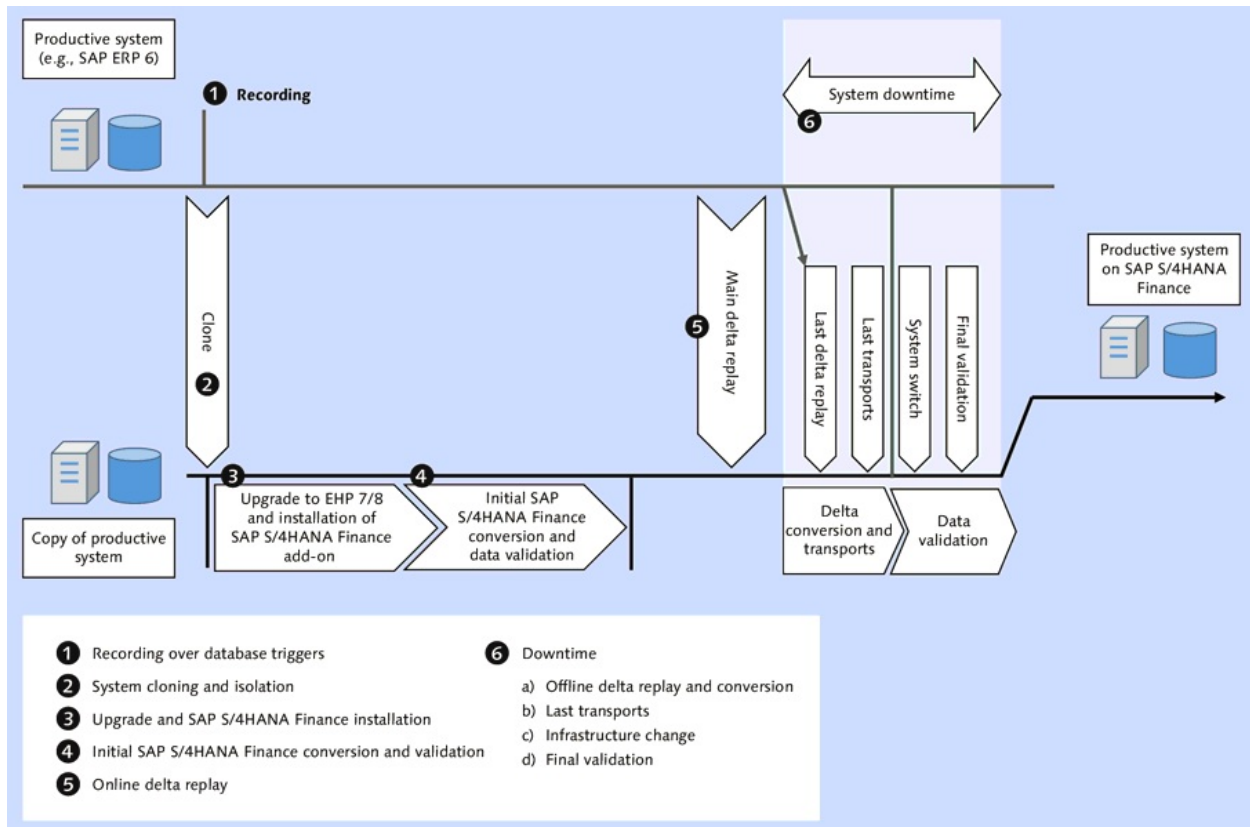 Productive system
(e.g., SAP ERP 6)
1 Recording
System downtime
6
Clone
2
Main delta replay
5
Last delta replay
Last transports
System switch
Final validation
Productive system
on SAP S/4HANA
Finance
Copy of productive
system
3
Upgrade to EHP 7/8
and installation of
SAP S/4HANA Finance
add-on
4
Initial SAP
S/4HANA Finance
conversion and
data validation
Delta
conversion and
transports
Data
validation
1 Recording over database triggers
2 System cloning and isolation
3 Upgrade and SAP S/4HANA Finance installation
4 Initial SAP S/4HANA Finance conversion and validation
5 Online delta replay
6 Downtime
a) Offline delta replay and conversion
b) Last transports
c) Infrastructure change
d) Final validation